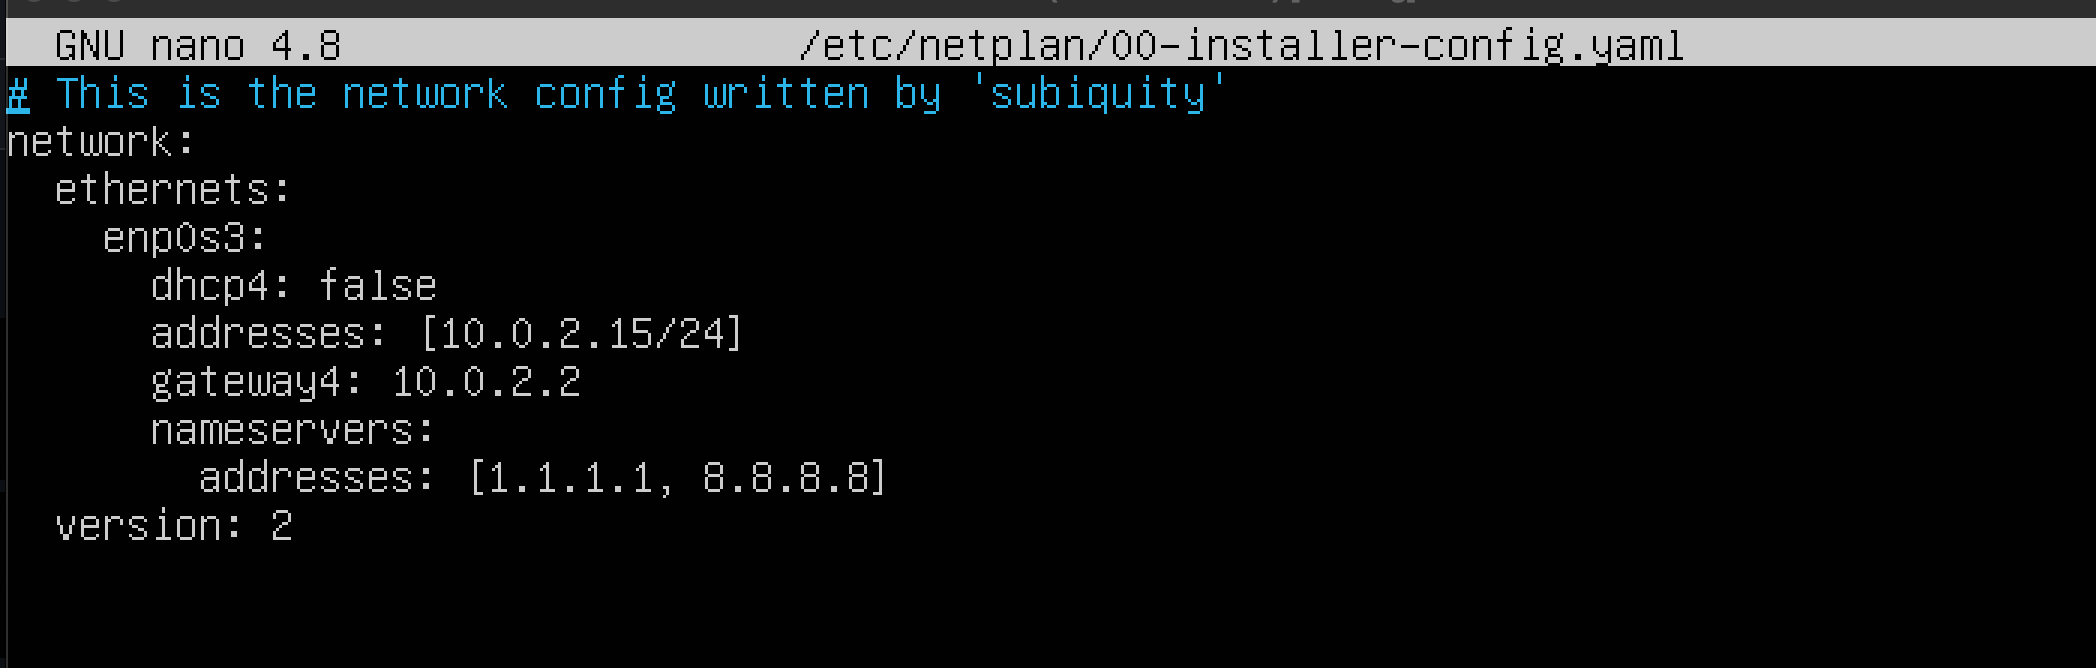 GNU nano 4.8 /etc/netplan/00-installer-config.yaml
# This is the network config written by 'subiquity'
network:
  ethernets:
    enp0s3:
      dhcp4: false
      addresses: [10.0.2.15/24]
      gateway4: 10.0.2.2
      nameservers:
        addresses: [1.1.1.1, 8.8.8.8]
  version: 2